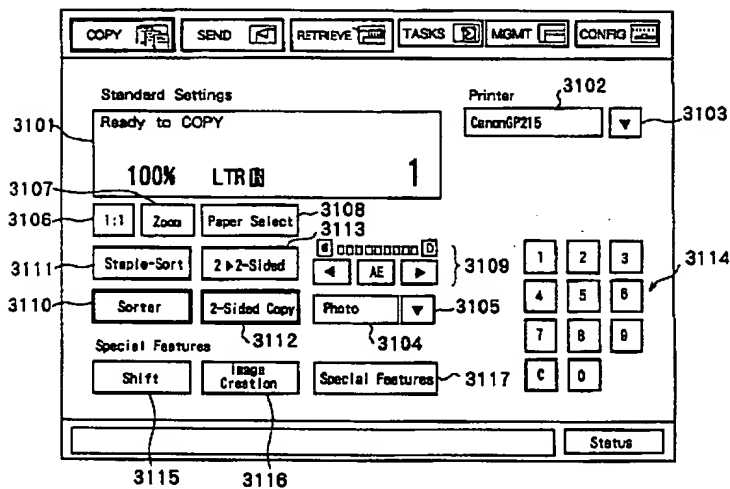 COPY SEND RETRIEVE TASKS MGMT CONFIG
3102
Standard Settings Printer
3101 Ready to COPY CanonGP215 3103
100% LTR 1
3107
3106 1:1 Zoom Paper Select 3108
3113
3111 Staple-Sort 2 ▶ 2-Sided ◀ AE ▶ 3109 1 2 3 3114
3110 Sorter 2-Sided Copy Photo ▼ 3105 4 5 6
3112 3104 7 8 9
Special Features
Shift Image Creation Special Features 3117 C 0
Status
3115 3116